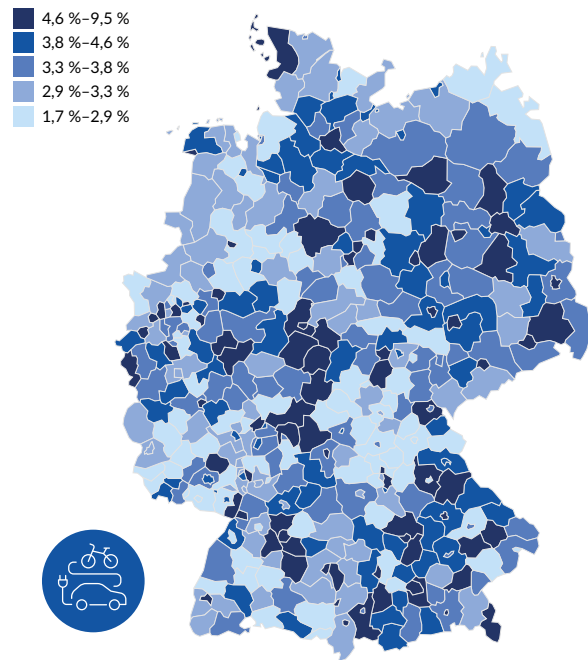 4,6 %–9,5 %
3,8 %–4,6 %
3,3 %–3,8 %
2,9 %–3,3 %
1,7 %–2,9 %